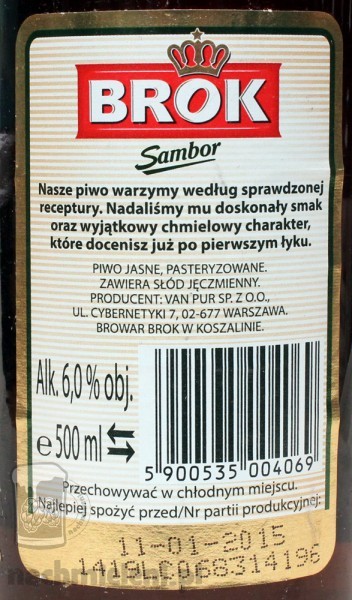 BROK
Sambor
Nasze piwo warzymy według sprawdzonej
receptury. Nadaliśmy mu doskonały smak
oraz wyjątkowy chmielowy charakter,
które docenisz już po pierwszym łyku.
PIWO JASNE, PASTERYZOWANE.
ZAWIERA SŁÓD JĘCZMIENNY.
PRODUCENT: VAN PUR SP. Z O.O.,
UL. CYBERNETYKI 7, 02-677 WARSZAWA.
BROWAR BROK W KOSZALINIE.
Alk. 6,0 % obj.
e 500 ml
5 900535 004069
Przechowywać w chłodnym miejscu.
Najlepiej spożyć przed/Nr partii produkcyjnej:
11-01-2015
1419LC068314196